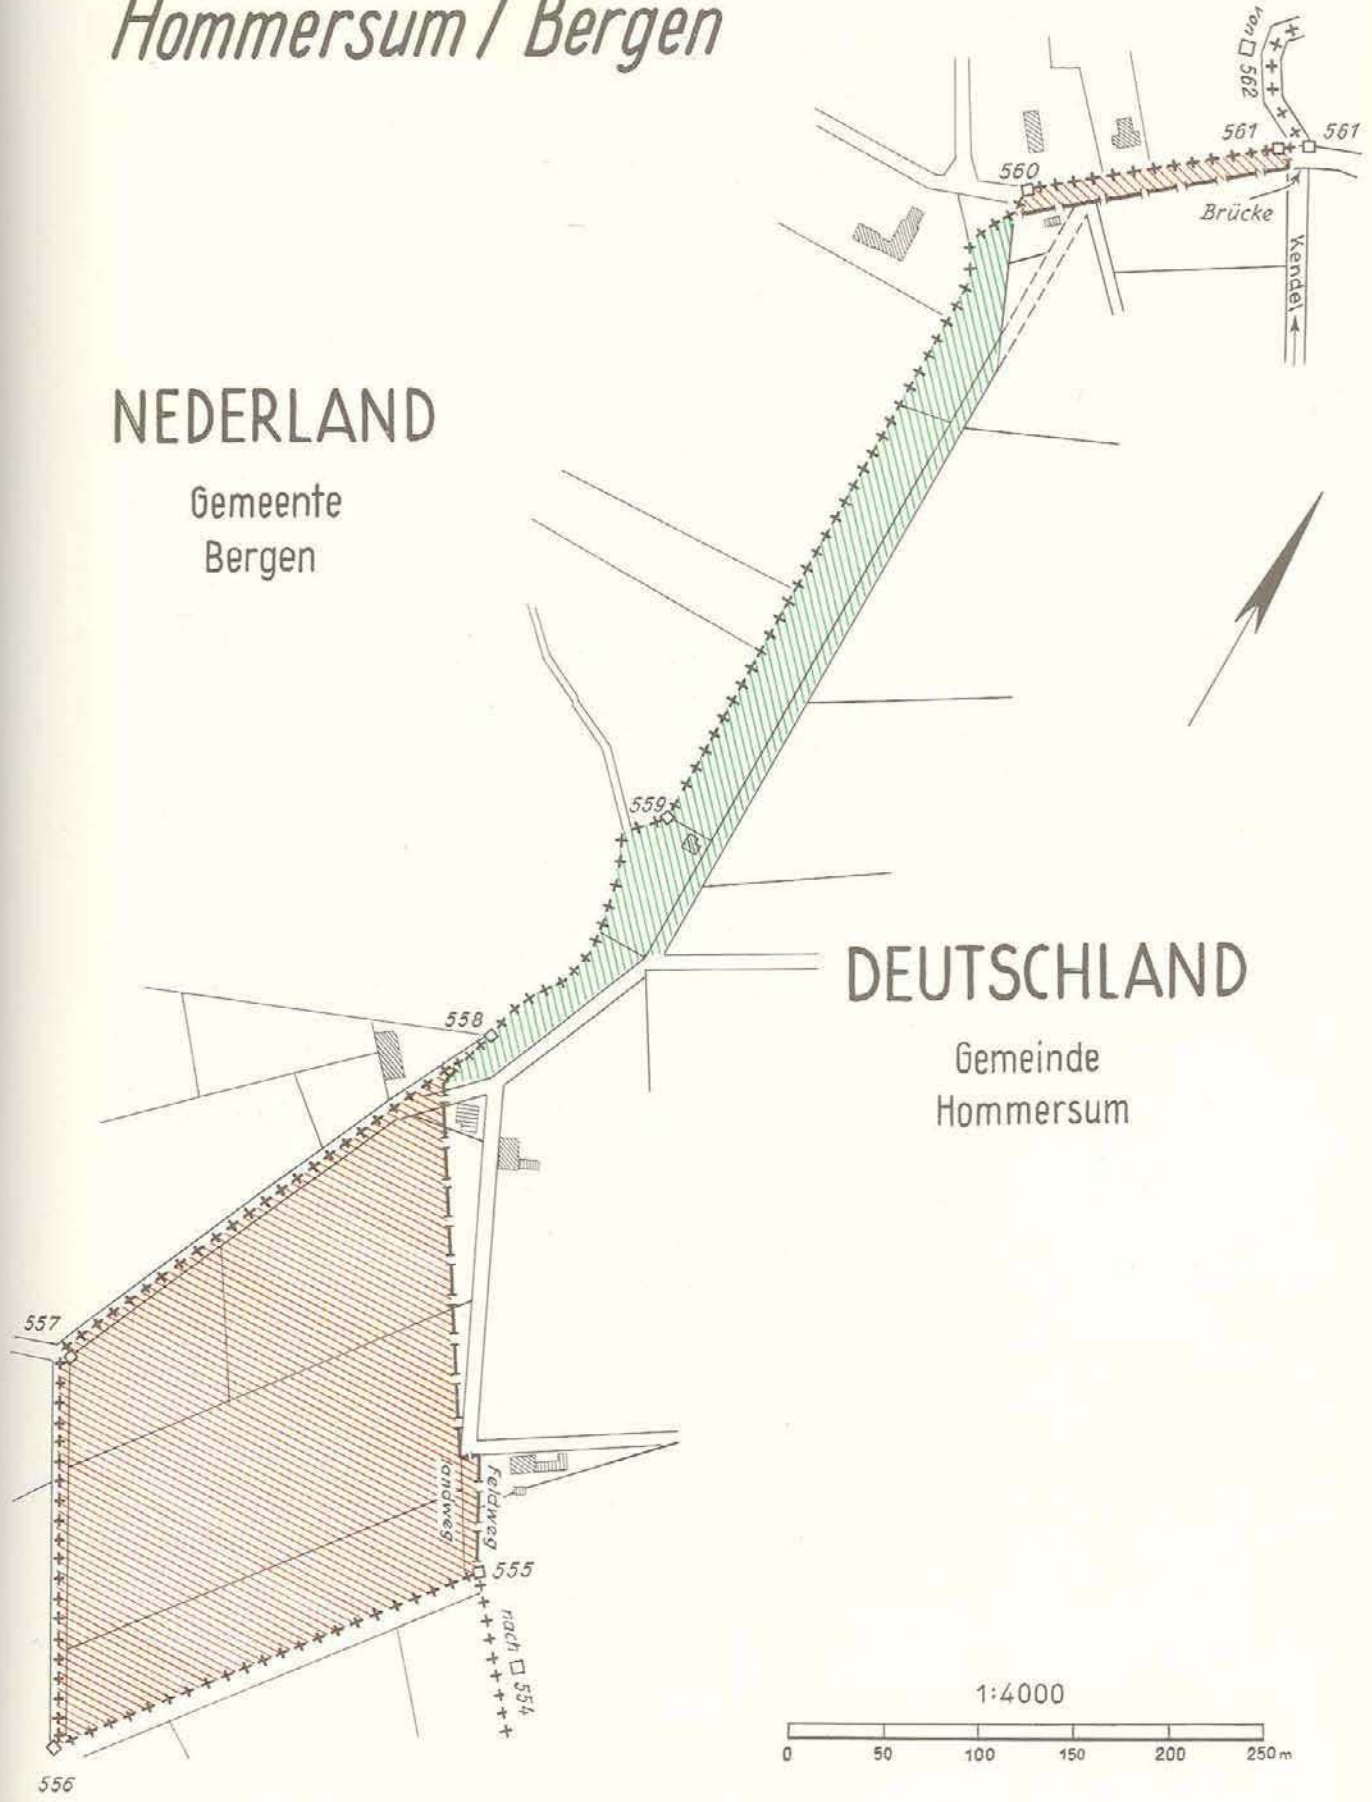 Hommersum / Bergen
von □ 562
561
561
560
Brücke
Kendel
NEDERLAND
Gemeente
Bergen
559
DEUTSCHLAND
Gemeinde
Hommersum
558
557
Landweg
Feldweg
555
nach □ 554
556
1:4000
0 50 100 150 200 250 m